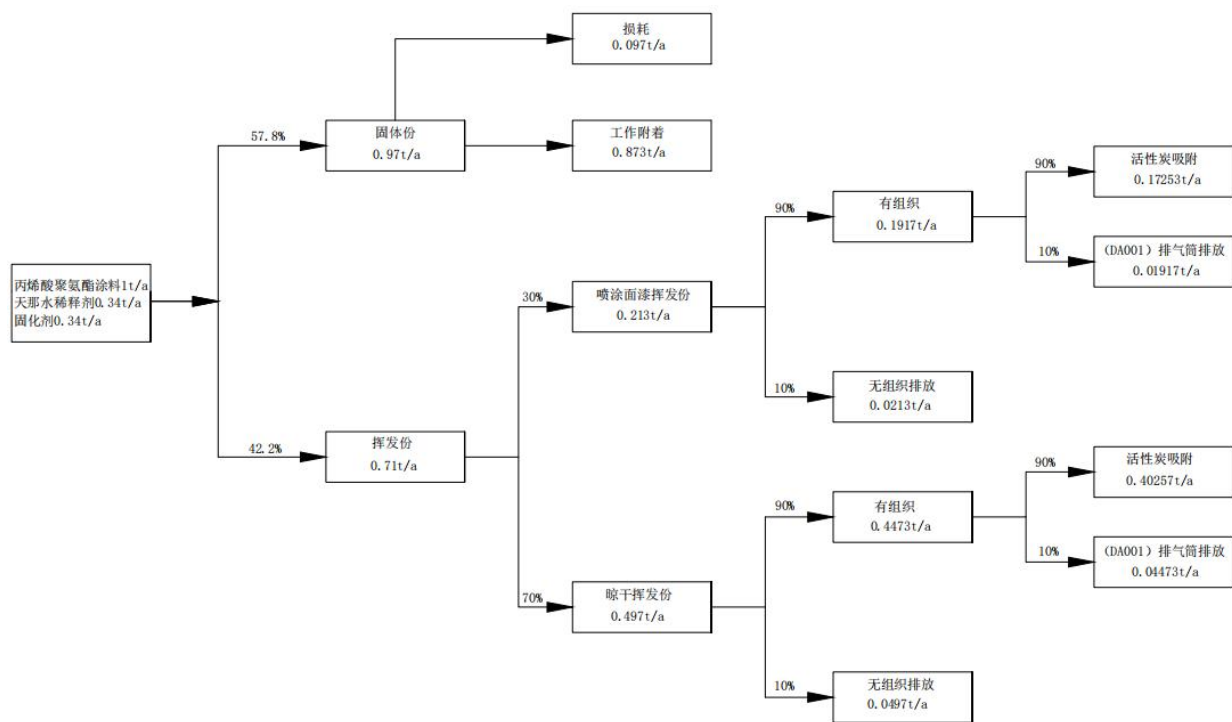 损耗
0.097t/a
57.8%
固体份
0.97t/a
工作附着
0.873t/a
丙烯酸聚氨酯涂料1t/a
天那水稀释剂0.34t/a
固化剂0.34t/a
42.2%
挥发份
0.71t/a
30%
喷涂面漆挥发份
0.213t/a
90%
有组织
0.1917t/a
90%
活性炭吸附
0.17253t/a
10%
(DA001）排气筒排放
0.01917t/a
10%
无组织排放
0.0213t/a
70%
晾干挥发份
0.497t/a
90%
有组织
0.4473t/a
90%
活性炭吸附
0.40257t/a
10%
(DA001）排气筒排放
0.04473t/a
10%
无组织排放
0.0497t/a